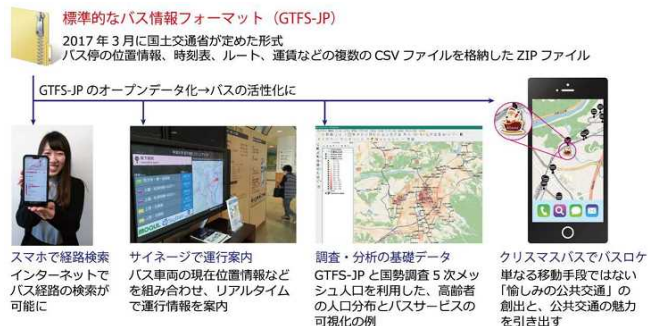 標準的なバス情報フォーマット（GTFS-JP）
2017年3月に国土交通省が定めた形式
バス停の位置情報、時刻表、ルート、運賃などの複数のCSVファイルを格納したZIPファイル
GTFS-JPのオープンデータ化→バスの活性化に
スマホで経路検索
インターネットで
バス経路の検索が
可能に
サイネージで運行案内
バス車両の現在位置情報など
を組み合わせ、リアルタイム
で運行情報を案内
調査・分析の基礎データ
GTFS-JPと国勢調査5次メッ
シュ人口を利用した、高齢者
の人口分布とバスサービスの
可視化の例
クリスマスバスでバスロケ
単なる移動手段ではない
「愉しみの公共交通」の
創出と、公共交通の魅力
を引き出す